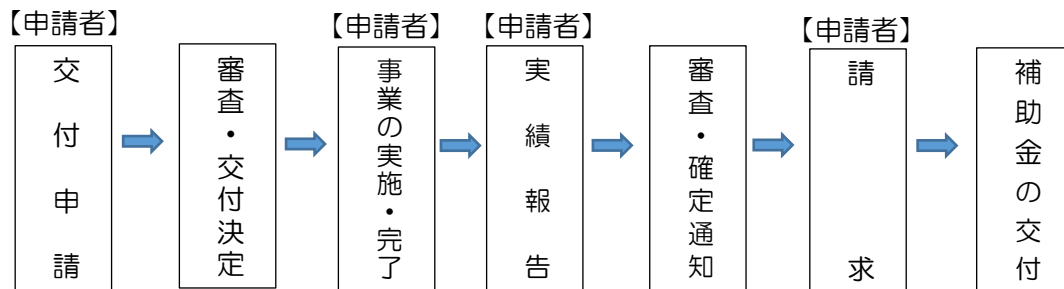 【申請者】
交付申請
審査・交付決定
【申請者】
事業の実施・完了
【申請者】
実績報告
審査・確定通知
【申請者】
請求
補助金の交付